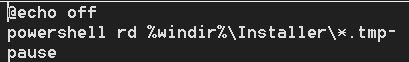 @echo off
powershell rd %windir%\Installer\*.tmp-
pause